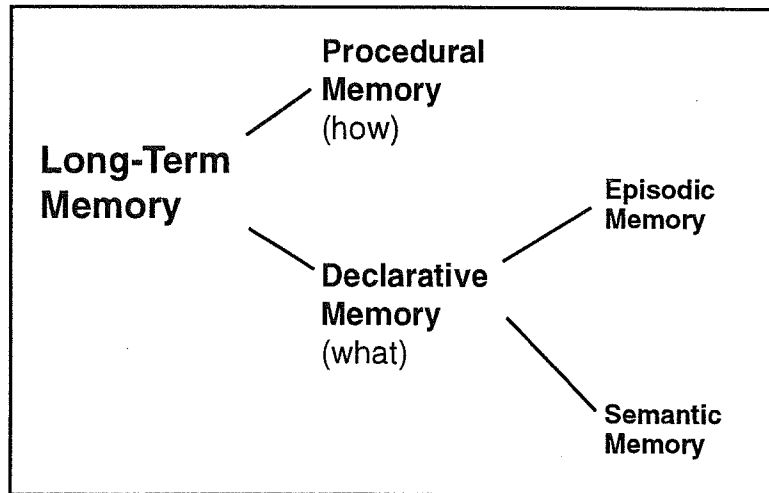 Procedural
Memory
(how)
Long-Term
Memory
Episodic
Memory
Declarative
Memory
(what)
Semantic
Memory